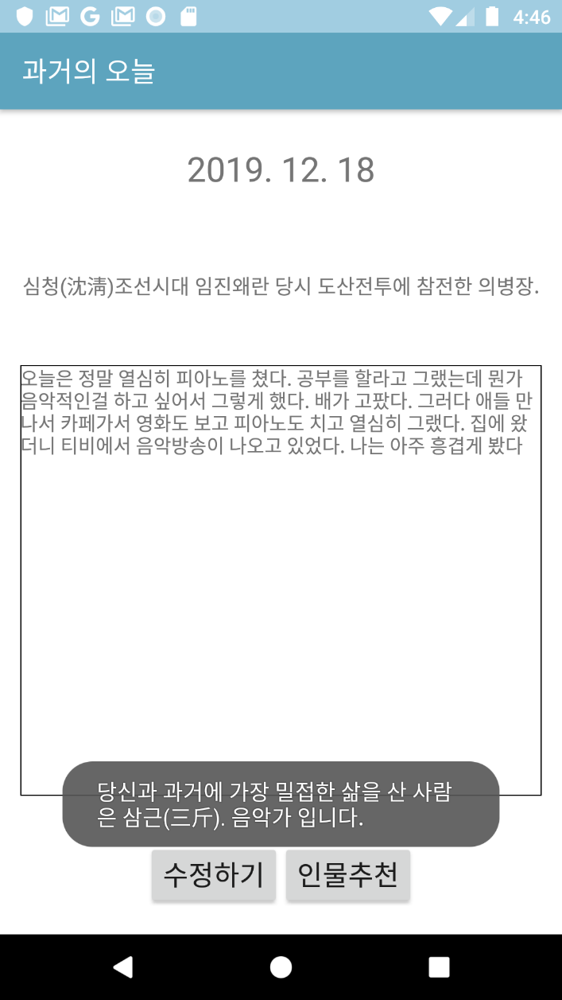 4:46
과거의 오늘
2019. 12. 18
심청(沈淸)조선시대 임진왜란 당시 도산전투에 참전한 의병장.
오늘은 정말 열심히 피아노를 쳤다. 공부를 할라고 그랬는데 뭔가
음악적인걸 하고 싶어서 그렇게 했다. 배가 고팠다. 그러다 애들 만
나서 카페가서 영화도 보고 피아노도 치고 열심히 그랬다. 집에 왔
더니 티비에서 음악방송이 나오고 있었다. 나는 아주 흥겹게 봤다
당신과 과거에 가장 밀접한 삶을 산 사람
은 삼근(三斤). 음악가 입니다.
수정하기 인물추천